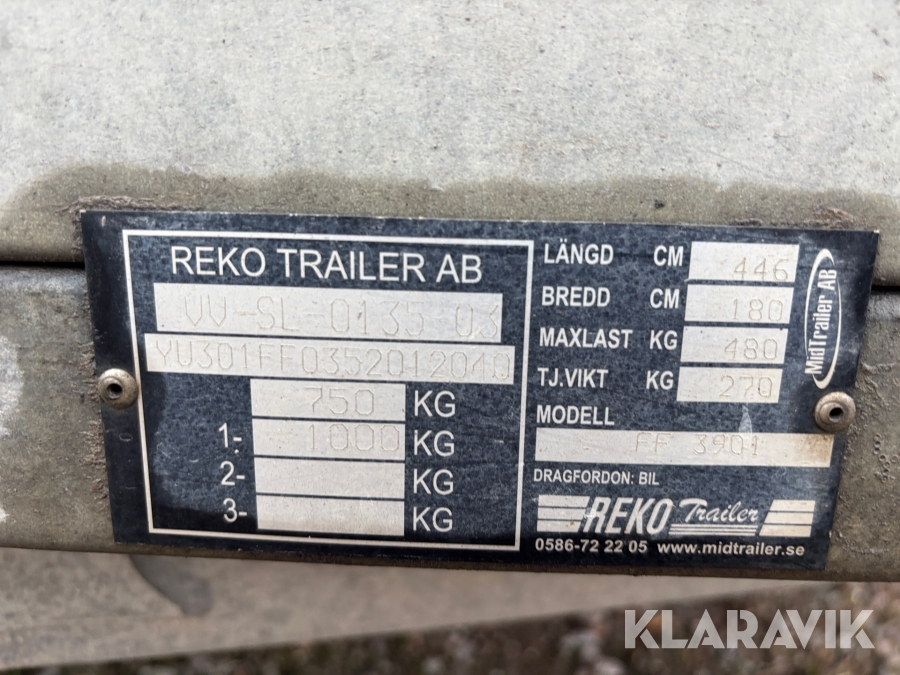 REKO TRAILER AB
VV-SL 0135 03
YU301FF0352012040
750 KG
1- 1000 KG
2- KG
3- KG
LÄNGD CM 446
BREDD CM 180
MAXLAST KG 480
TJ.VIKT KG 270
MODELL
FF 3901
DRAGFORDON: BIL
REKO Trailer
0586-72 22 05 www.midtrailer.se
MidTrailer AB
KLARAVIK